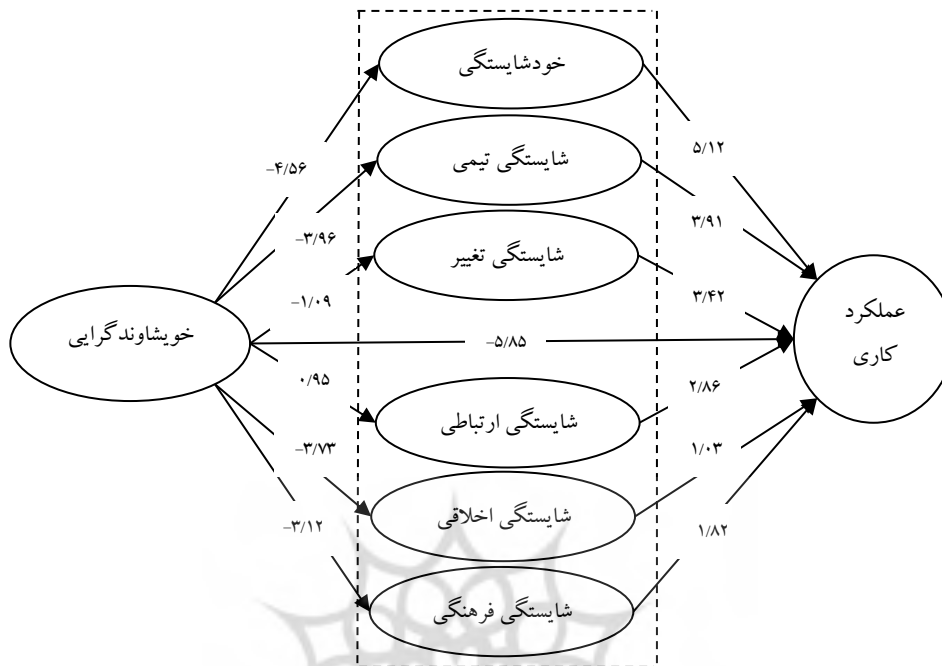 خودشایستگی
۵/۱۲
−۴/۵۶
شایستگی تیمی
۳/۹۱
−۳/۹۶
شایستگی تغییر
۳/۴۲
−۱/۰۹
خویشاوندگرایی
−۵/۸۵
عملکرد
کاری
۰/۹۵
۲/۸۶
شایستگی ارتباطی
−۳/۷۳
۱/۰۳
شایستگی اخلاقی
−۳/۱۲
۱/۸۲
شایستگی فرهنگی